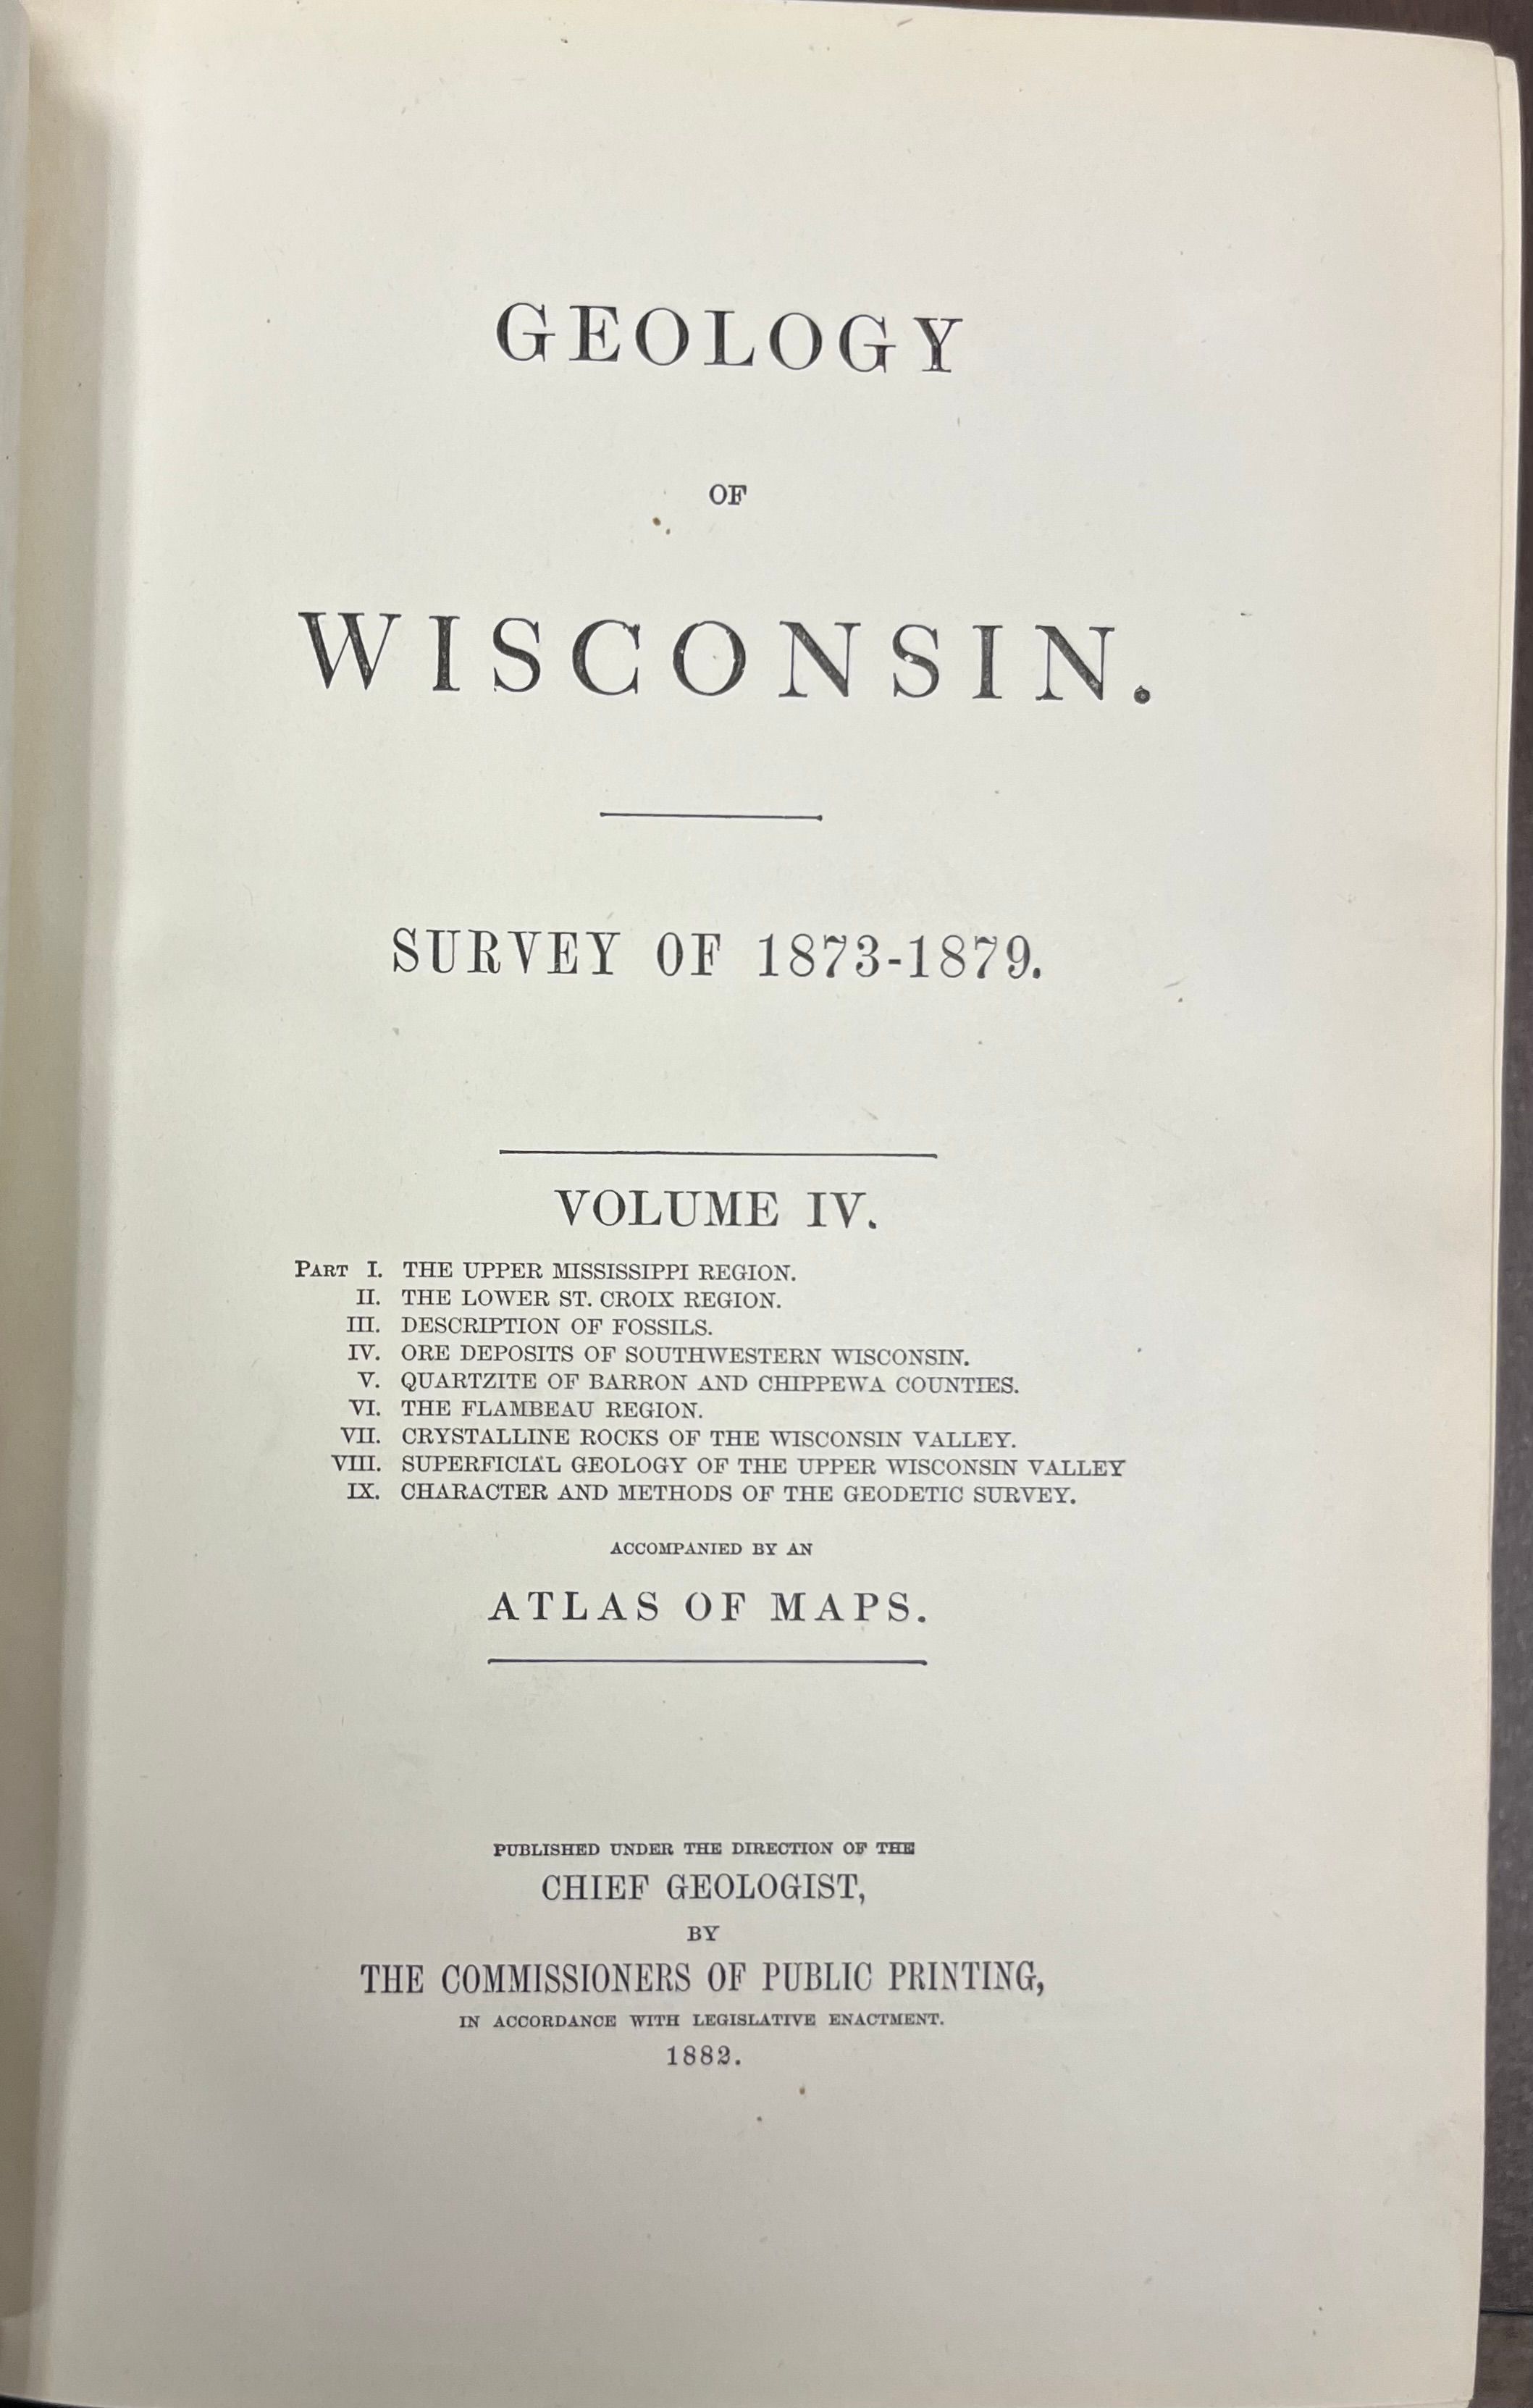 GEOLOGY
OF
WISCONSIN.
SURVEY OF 1873-1879.
VOLUME IV.
PART I. THE UPPER MISSISSIPPI REGION.
II. THE LOWER ST. CROIX REGION.
III. DESCRIPTION OF FOSSILS.
IV. ORE DEPOSITS OF SOUTHWESTERN WISCONSIN.
V. QUARTZITE OF BARRON AND CHIPPEWA COUNTIES.
VI. THE FLAMBEAU REGION.
VII. CRYSTALLINE ROCKS OF THE WISCONSIN VALLEY.
VIII. SUPERFICIAL GEOLOGY OF THE UPPER WISCONSIN VALLEY
IX. CHARACTER AND METHODS OF THE GEODETIC SURVEY.
ACCOMPANIED BY AN
ATLAS OF MAPS.
PUBLISHED UNDER THE DIRECTION OF THE
CHIEF GEOLOGIST,
BY
THE COMMISSIONERS OF PUBLIC PRINTING,
IN ACCORDANCE WITH LEGISLATIVE ENACTMENT.
1882.